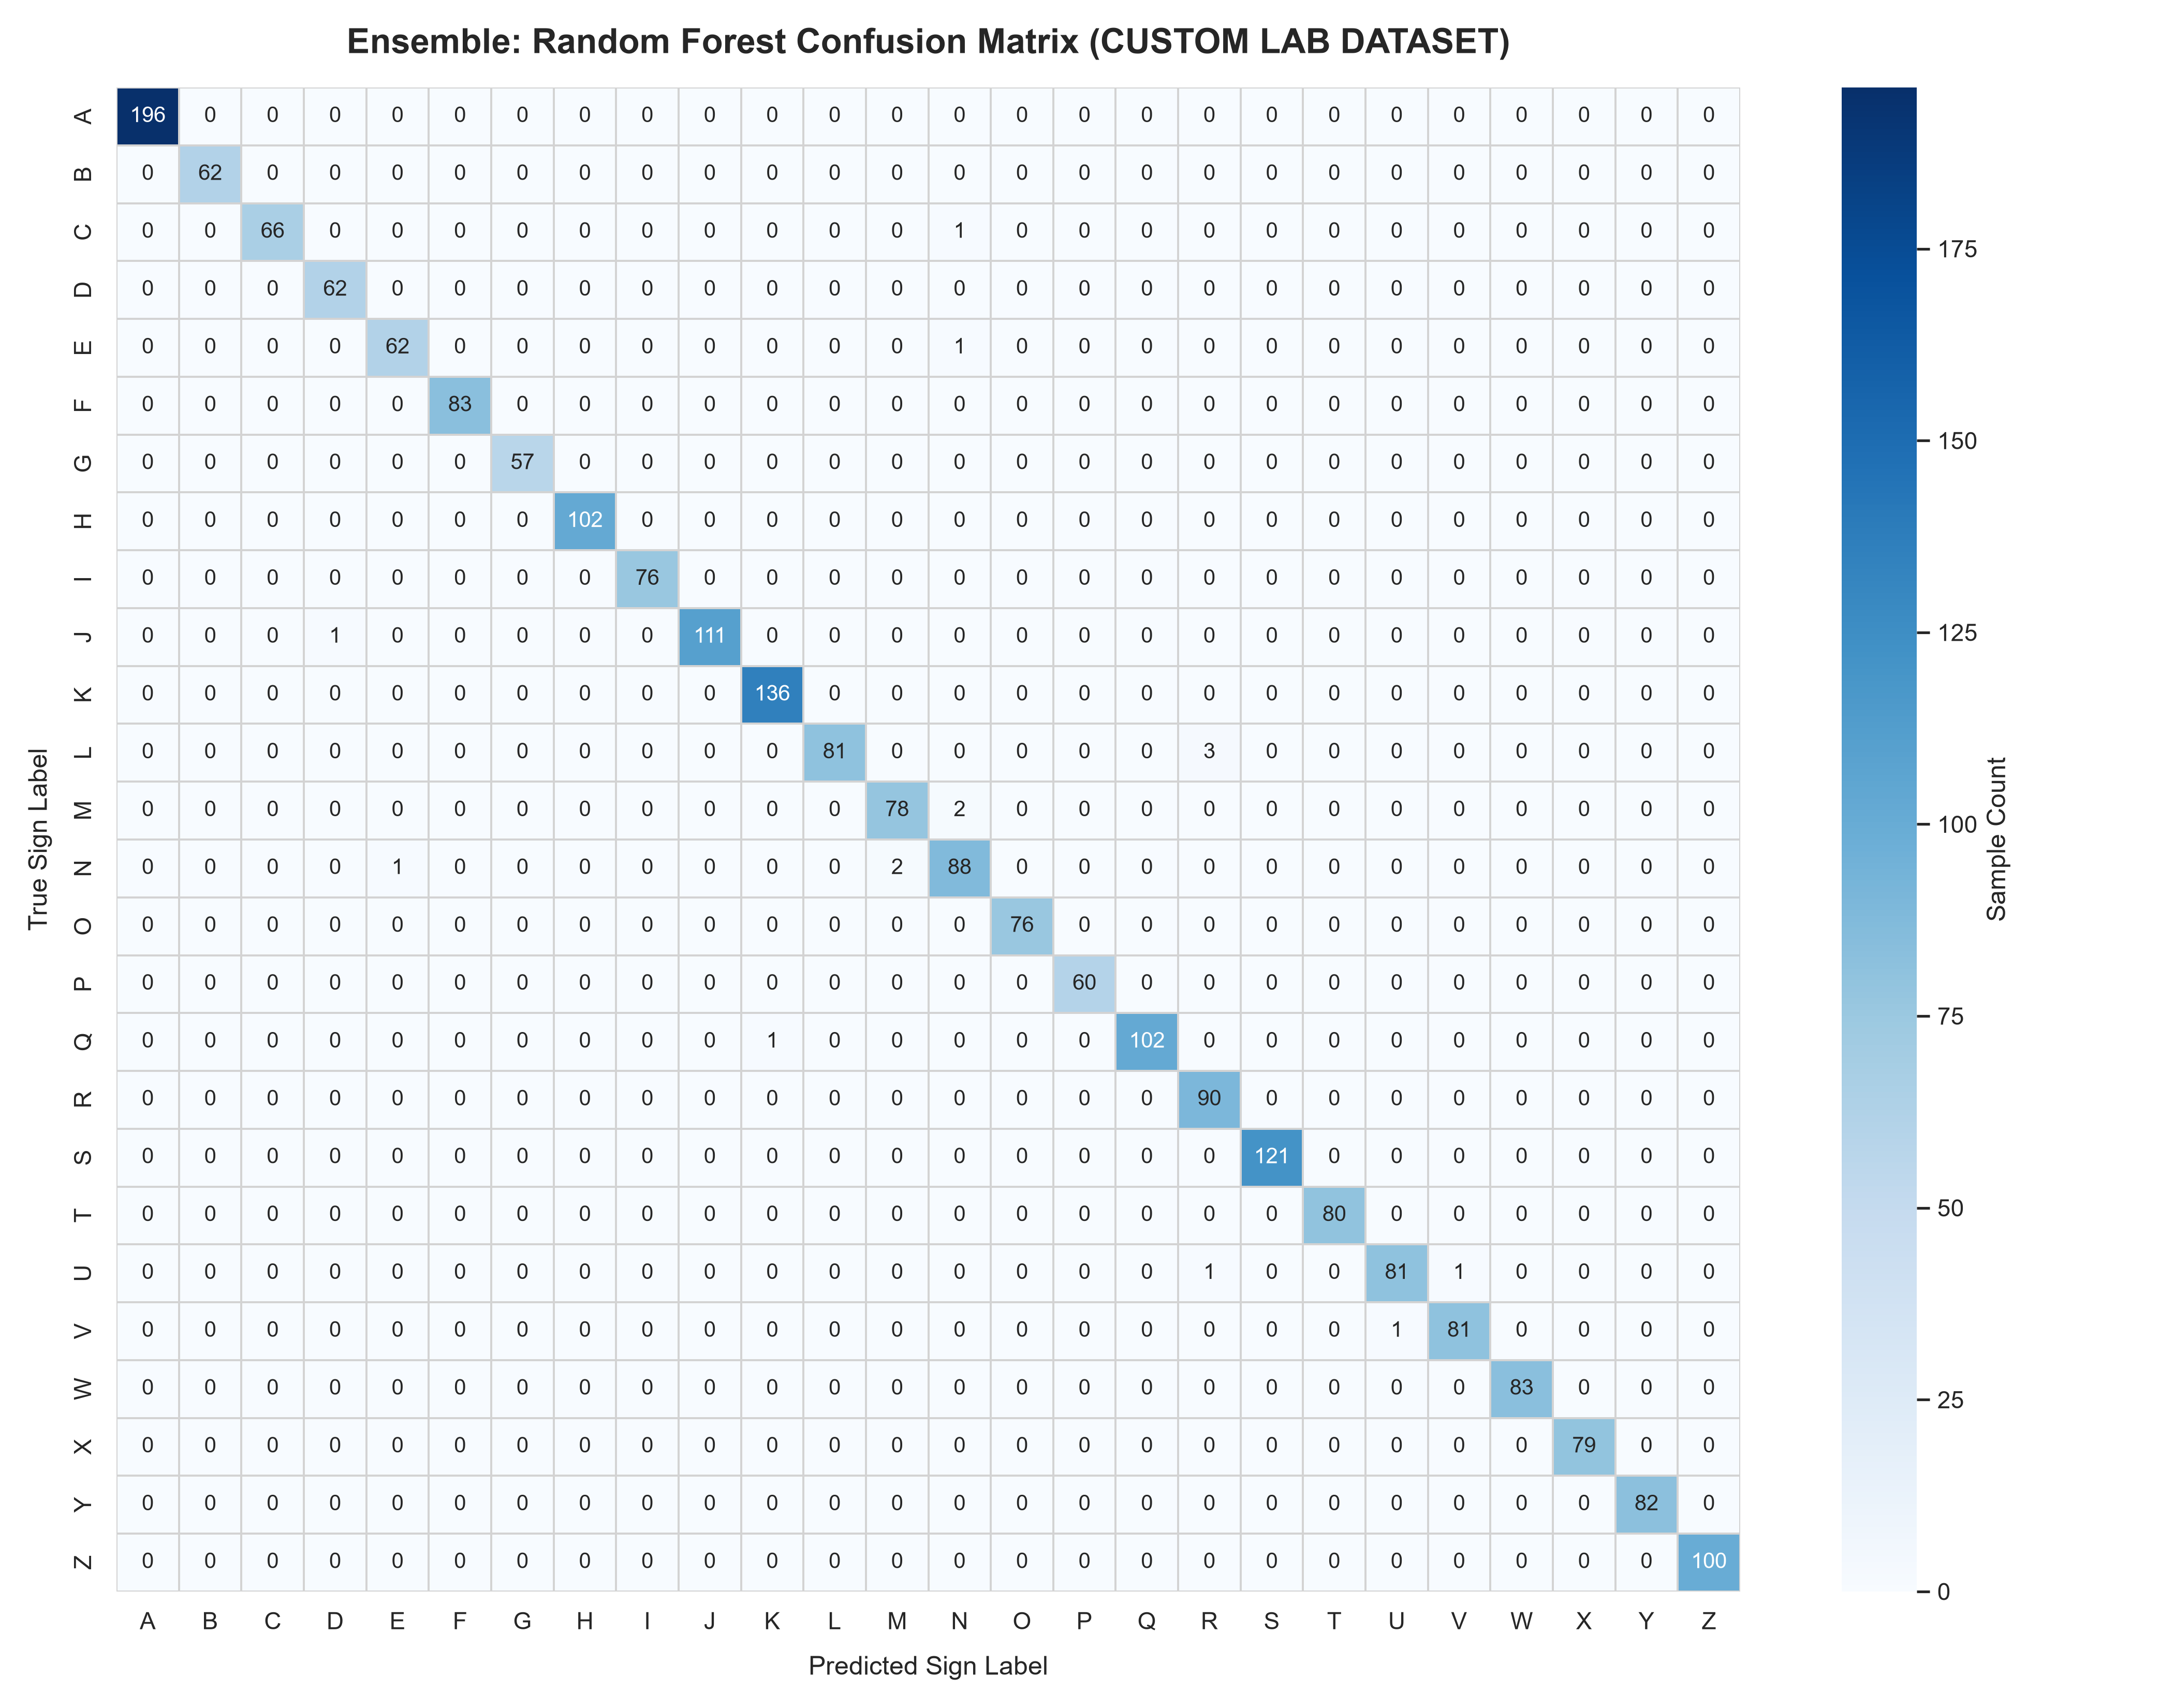 Ensemble: Random Forest Confusion Matrix (CUSTOM LAB DATASET)
True Sign Label
A 196 0 0 0 0 0 0 0 0 0 0 0 0 0 0 0 0 0 0 0 0 0 0 0 0 0
B 0 62 0 0 0 0 0 0 0 0 0 0 0 0 0 0 0 0 0 0 0 0 0 0 0 0
C 0 0 66 0 0 0 0 0 0 0 0 0 0 1 0 0 0 0 0 0 0 0 0 0 0 0
D 0 0 0 62 0 0 0 0 0 0 0 0 0 0 0 0 0 0 0 0 0 0 0 0 0 0
E 0 0 0 0 62 0 0 0 0 0 0 0 0 1 0 0 0 0 0 0 0 0 0 0 0 0
F 0 0 0 0 0 83 0 0 0 0 0 0 0 0 0 0 0 0 0 0 0 0 0 0 0 0
G 0 0 0 0 0 0 57 0 0 0 0 0 0 0 0 0 0 0 0 0 0 0 0 0 0 0
H 0 0 0 0 0 0 0 102 0 0 0 0 0 0 0 0 0 0 0 0 0 0 0 0 0 0
I 0 0 0 0 0 0 0 0 76 0 0 0 0 0 0 0 0 0 0 0 0 0 0 0 0 0
J 0 0 0 1 0 0 0 0 0 111 0 0 0 0 0 0 0 0 0 0 0 0 0 0 0 0
K 0 0 0 0 0 0 0 0 0 0 136 0 0 0 0 0 0 0 0 0 0 0 0 0 0 0
L 0 0 0 0 0 0 0 0 0 0 0 81 0 0 0 0 0 3 0 0 0 0 0 0 0 0
M 0 0 0 0 0 0 0 0 0 0 0 0 78 2 0 0 0 0 0 0 0 0 0 0 0 0
N 0 0 0 0 1 0 0 0 0 0 0 0 2 88 0 0 0 0 0 0 0 0 0 0 0 0
O 0 0 0 0 0 0 0 0 0 0 0 0 0 0 76 0 0 0 0 0 0 0 0 0 0 0
P 0 0 0 0 0 0 0 0 0 0 0 0 0 0 0 60 0 0 0 0 0 0 0 0 0 0
Q 0 0 0 0 0 0 0 0 0 0 1 0 0 0 0 0 102 0 0 0 0 0 0 0 0 0
R 0 0 0 0 0 0 0 0 0 0 0 0 0 0 0 0 0 90 0 0 0 0 0 0 0 0
S 0 0 0 0 0 0 0 0 0 0 0 0 0 0 0 0 0 0 121 0 0 0 0 0 0 0
T 0 0 0 0 0 0 0 0 0 0 0 0 0 0 0 0 0 0 0 80 0 0 0 0 0 0
U 0 0 0 0 0 0 0 0 0 0 0 0 0 0 0 0 0 1 0 0 81 1 0 0 0 0
V 0 0 0 0 0 0 0 0 0 0 0 0 0 0 0 0 0 0 0 0 1 81 0 0 0 0
W 0 0 0 0 0 0 0 0 0 0 0 0 0 0 0 0 0 0 0 0 0 0 83 0 0 0
X 0 0 0 0 0 0 0 0 0 0 0 0 0 0 0 0 0 0 0 0 0 0 0 79 0 0
Y 0 0 0 0 0 0 0 0 0 0 0 0 0 0 0 0 0 0 0 0 0 0 0 0 82 0
Z 0 0 0 0 0 0 0 0 0 0 0 0 0 0 0 0 0 0 0 0 0 0 0 0 0 100
A B C D E F G H I J K L M N O P Q R S T U V W X Y Z
Predicted Sign Label
175
150
125
100
75
50
25
0
Sample Count